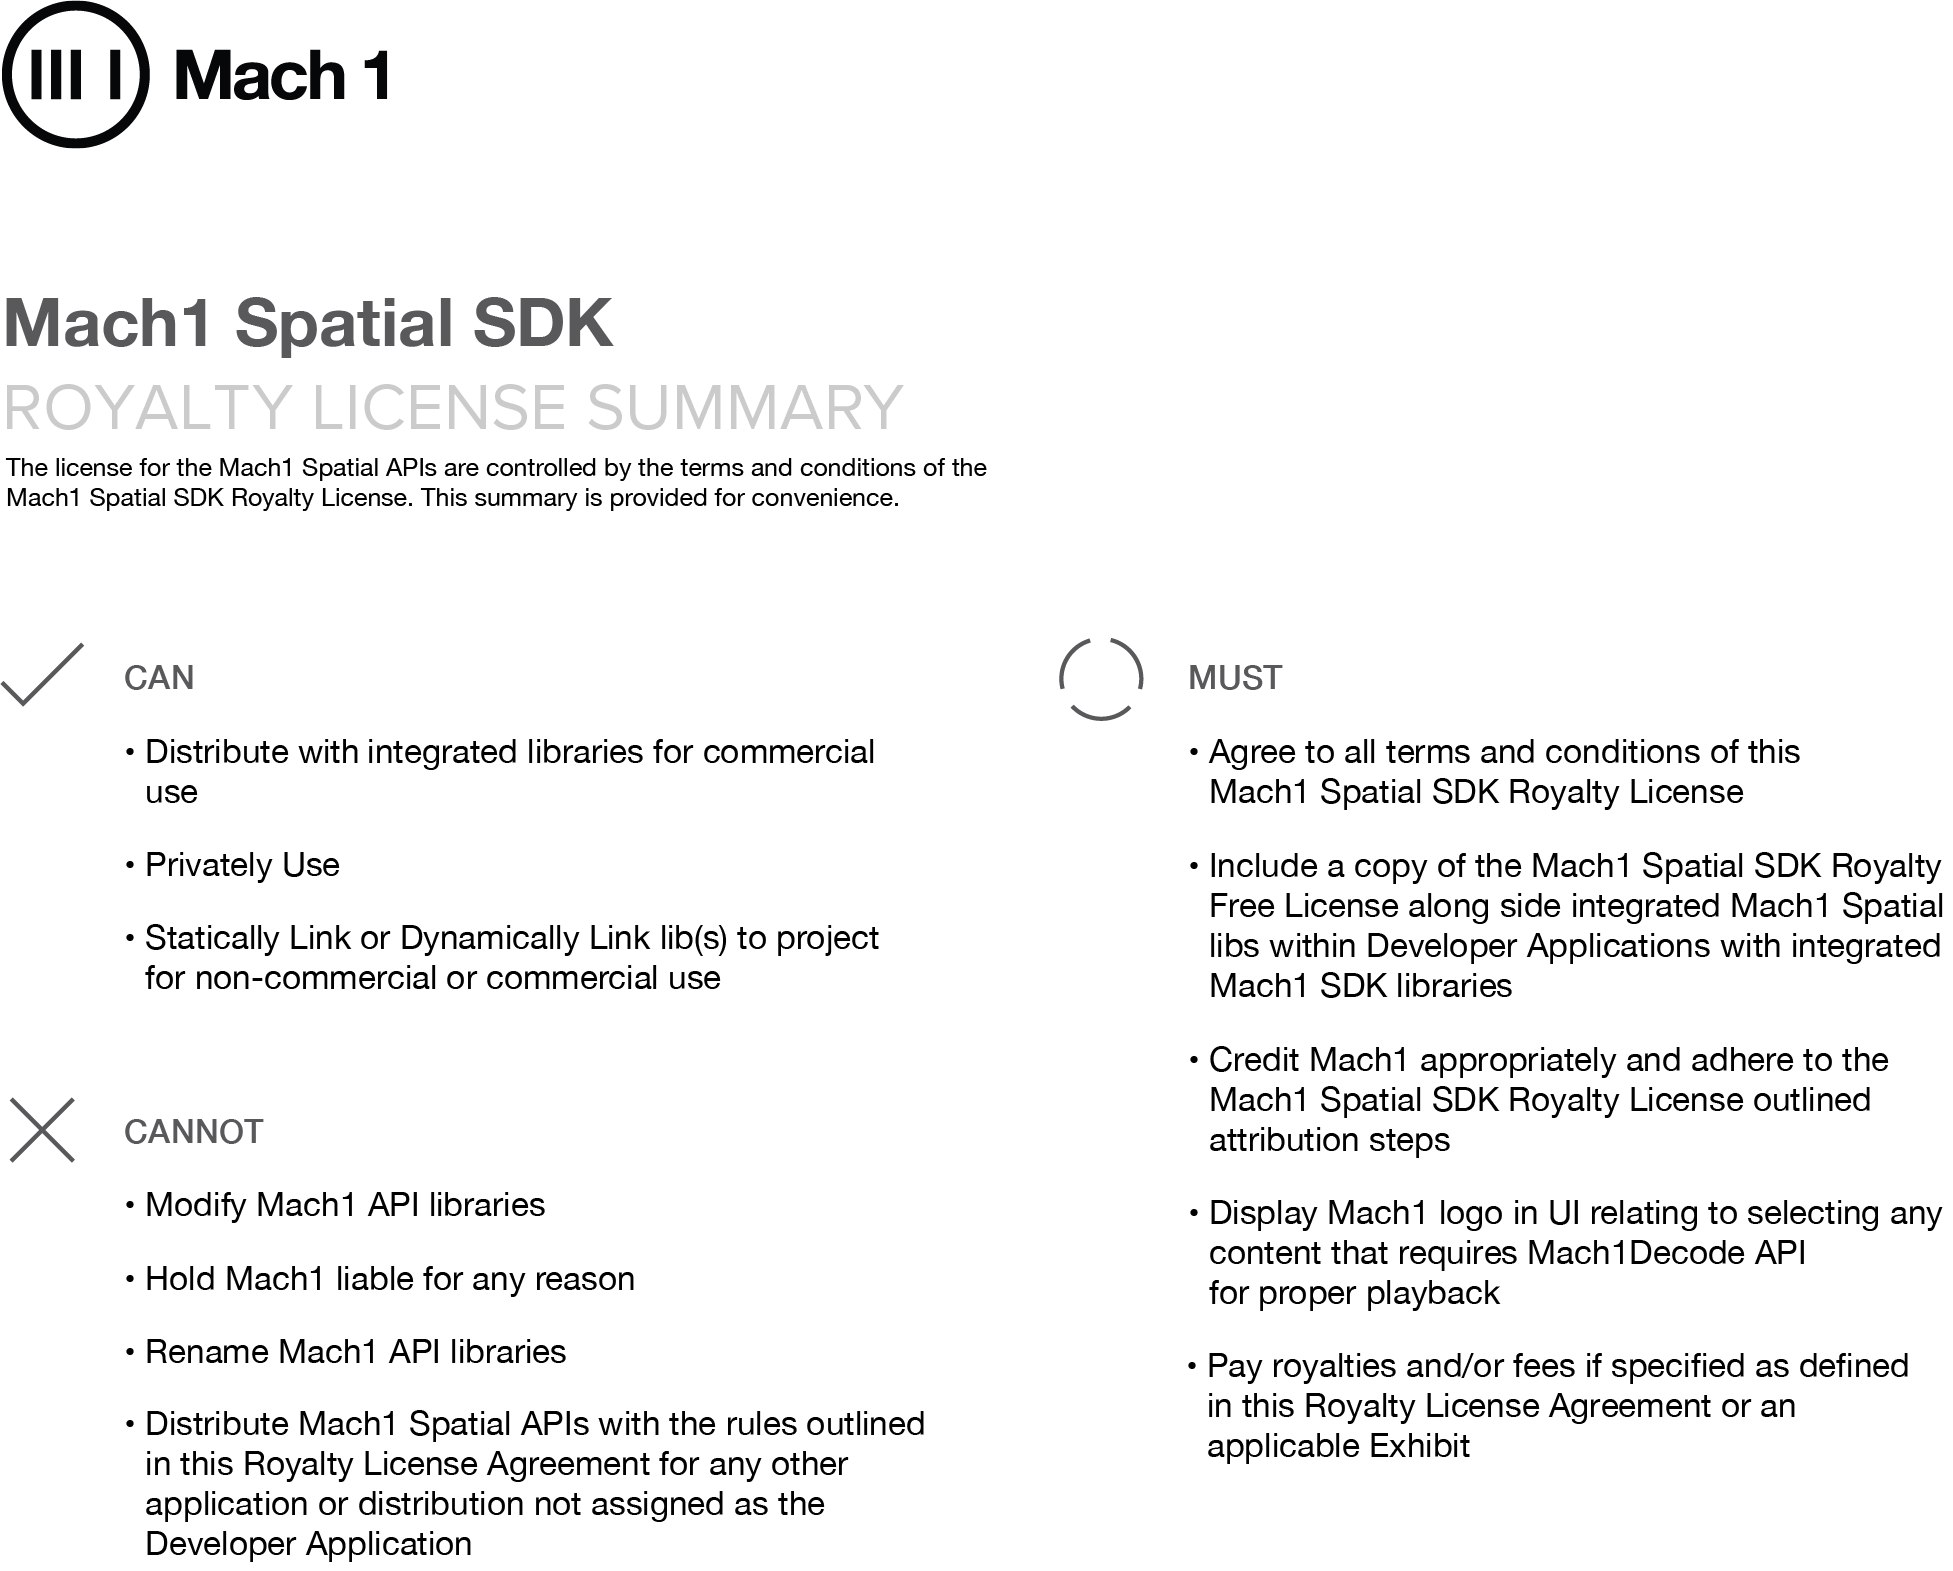 Mach 1
Mach1 Spatial SDK
ROYALTY LICENSE SUMMARY
The license for the Mach1 Spatial APIs are controlled by the terms and conditions of the
Mach1 Spatial SDK Royalty License. This summary is provided for convenience.
CAN
• Distribute with integrated libraries for commercial
use
• Privately Use
• Statically Link or Dynamically Link lib(s) to project
for non-commercial or commercial use
CANNOT
• Modify Mach1 API libraries
• Hold Mach1 liable for any reason
• Rename Mach1 API libraries
• Distribute Mach1 Spatial APIs with the rules outlined
in this Royalty License Agreement for any other
application or distribution not assigned as the
Developer Application
MUST
• Agree to all terms and conditions of this
Mach1 Spatial SDK Royalty License
• Include a copy of the Mach1 Spatial SDK Royalty
Free License along side integrated Mach1 Spatial
libs within Developer Applications with integrated
Mach1 SDK libraries
• Credit Mach1 appropriately and adhere to the
Mach1 Spatial SDK Royalty License outlined
attribution steps
• Display Mach1 logo in UI relating to selecting any
content that requires Mach1Decode API
for proper playback
• Pay royalties and/or fees if specified as defined
in this Royalty License Agreement or an
applicable Exhibit